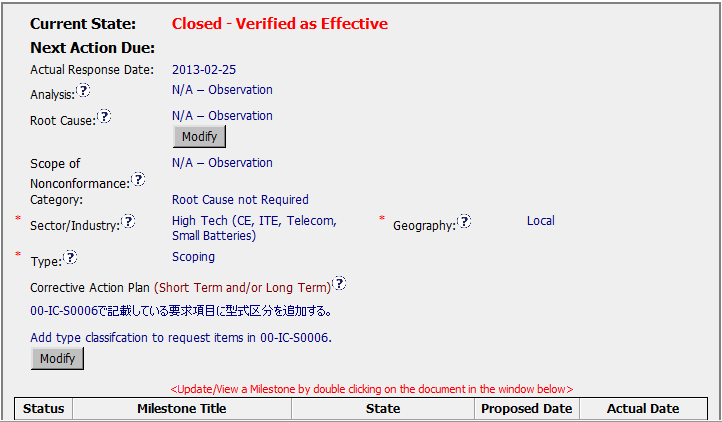 Current State: Closed - Verified as Effective
Next Action Due:
Actual Response Date: 2013-02-25
Analysis:? N/A – Observation
Root Cause:? N/A – Observation
Modify
Scope of N/A – Observation
Nonconformance:?
Category: Root Cause not Required
* Sector/Industry:? High Tech (CE, ITE, Telecom, * Geography:? Local
Small Batteries)
* Type:? Scoping
Corrective Action Plan (Short Term and/or Long Term)?
00-IC-S0006で記載している要求項目に型式区分を追加する。
Add type classifcation to request items in 00-IC-S0006.
Modify
<Update/View a Milestone by double clicking on the document in the window below>
Status Milestone Title State Proposed Date Actual Date